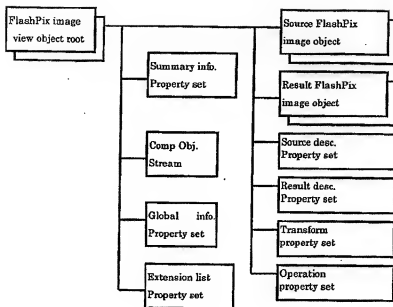 FlashPix image
view object root
Source FlashPix
image object
Summary info.
Property set
Result FlashPix
image object
Comp Obj.
Stream
Source desc.
Property set
Result desc.
Property set
Global info.
Property set
Transform
property set
Extension list
Property set
Operation
property set